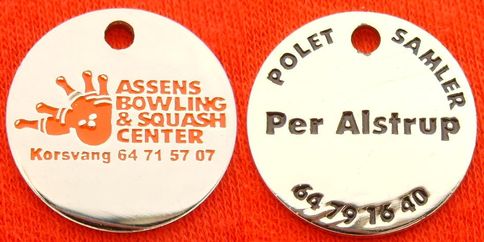 ASSENS
BOWLING
& SQUASH
CENTER
Korsvang 64 71 57 07
POLET SAMLER
Per Alstrup
64 79 16 40